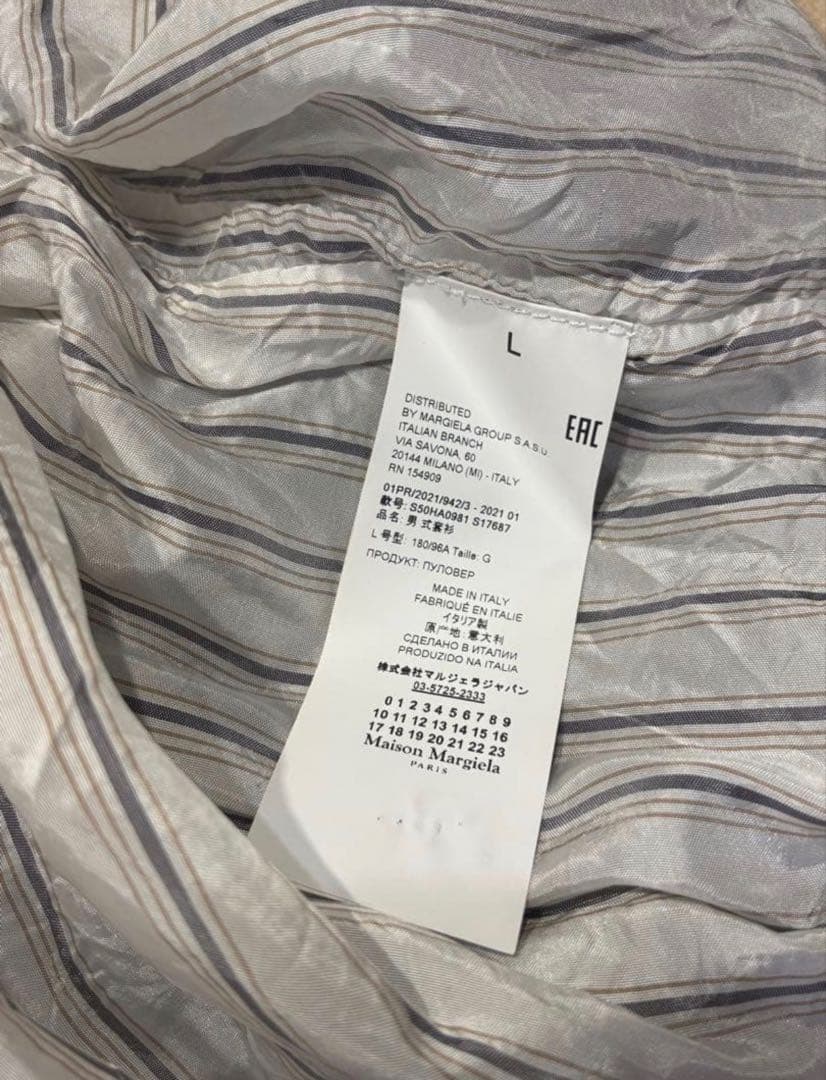 L
EAC
DISTRIBUTED
BY MARGIELA GROUP S.A.S.U.
ITALIAN BRANCH
VIA SAVONA, 60
20144 MILANO (MI) - ITALY
RN 154909
01PR/2021/942/3 - 2021 01
款号: S50HA0981 S17687
品名: 男 式套衫
L 号型: 180/96A Taille: G
ПРОДУКТ: ПУЛОВЕР
MADE IN ITALY
FABRIQUÉ EN ITALIE
イタリア製
原产地: 意大利
СДЕЛАНО В ИТАЛИИ
PRODUZIDO NA ITALIA
株式会社マルジェラジャパン
03-5725-2333
0 1 2 3 4 5 6 7 8 9
10 11 12 13 14 15 16
17 18 19 20 21 22 23
Maison Margiela
PARIS